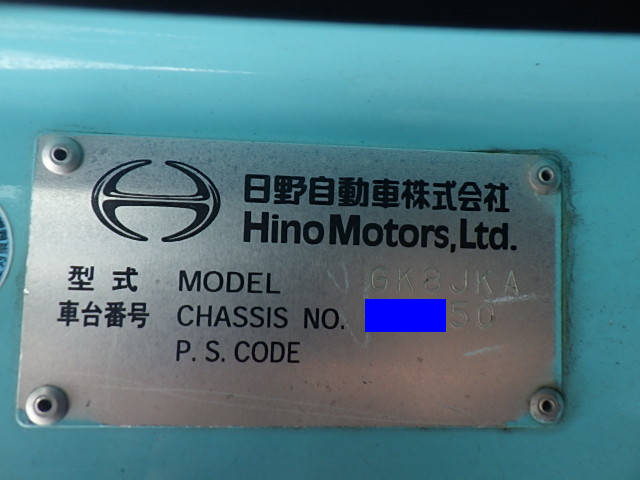 日野自動車株式会社
Hino Motors, Ltd.
型式 MODEL GK8JKA
車台番号 CHASSIS NO. 50
P.S. CODE